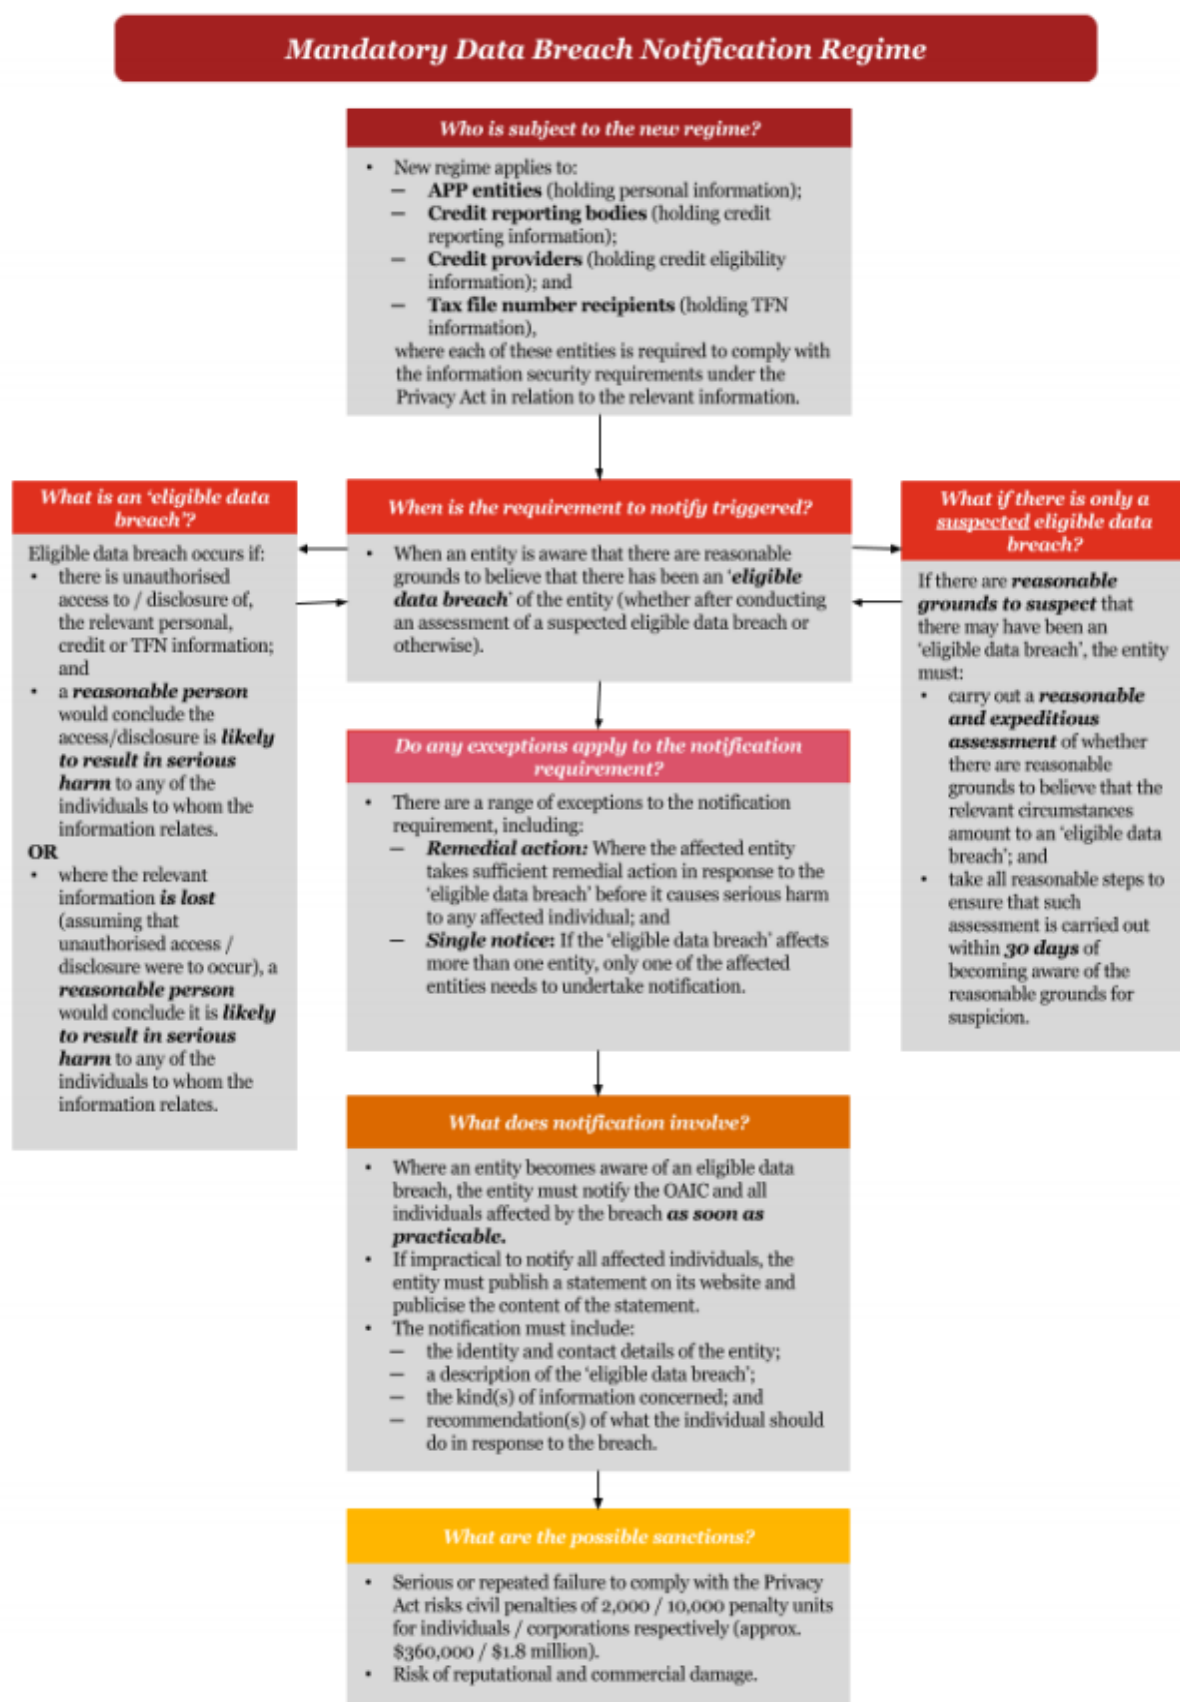 Mandatory Data Breach Notification Regime
Who is subject to the new regime?
• New regime applies to:
— APP entities (holding personal information);
— Credit reporting bodies (holding credit
reporting information);
— Credit providers (holding credit eligibility
information); and
— Tax file number recipients (holding TFN
information),
where each of these entities is required to comply with
the information security requirements under the
Privacy Act in relation to the relevant information.
What is an ‘eligible data
breach’?
Eligible data breach occurs if:
• there is unauthorised
access to / disclosure of,
the relevant personal,
credit or TFN information;
and
• a reasonable person
would conclude the
access/disclosure is likely
to result in serious
harm to any of the
individuals to whom the
information relates.
OR
• where the relevant
information is lost
(assuming that
unauthorised access /
disclosure were to occur), a
reasonable person
would conclude it is likely
to result in serious
harm to any of the
individuals to whom the
information relates.
When is the requirement to notify triggered?
• When an entity is aware that there are reasonable
grounds to believe that there has been an ‘eligible
data breach’ of the entity (whether after conducting
an assessment of a suspected eligible data breach or
otherwise).
What if there is only a
suspected eligible data
breach?
If there are reasonable
grounds to suspect that
there may have been an
‘eligible data breach’, the entity
must:
• carry out a reasonable
and expeditious
assessment of whether
there are reasonable
grounds to believe that the
relevant circumstances
amount to an ‘eligible data
breach’; and
• take all reasonable steps to
ensure that such
assessment is carried out
within 30 days of
becoming aware of the
reasonable grounds for
suspicion.
Do any exceptions apply to the notification
requirement?
• There are a range of exceptions to the notification
requirement, including:
— Remedial action: Where the affected entity
takes sufficient remedial action in response to the
‘eligible data breach’ before it causes serious harm
to any affected individual; and
— Single notice: If the ‘eligible data breach’ affects
more than one entity, only one of the affected
entities needs to undertake notification.
What does notification involve?
• Where an entity becomes aware of an eligible data
breach, the entity must notify the OAIC and all
individuals affected by the breach as soon as
practicable.
• If impractical to notify all affected individuals, the
entity must publish a statement on its website and
publicise the content of the statement.
• The notification must include:
— the identity and contact details of the entity;
— a description of the ‘eligible data breach’;
— the kind(s) of information concerned; and
— recommendation(s) of what the individual should
do in response to the breach.
What are the possible sanctions?
• Serious or repeated failure to comply with the Privacy
Act risks civil penalties of 2,000 / 10,000 penalty units
for individuals / corporations respectively (approx.
$360,000 / $1.8 million).
• Risk of reputational and commercial damage.